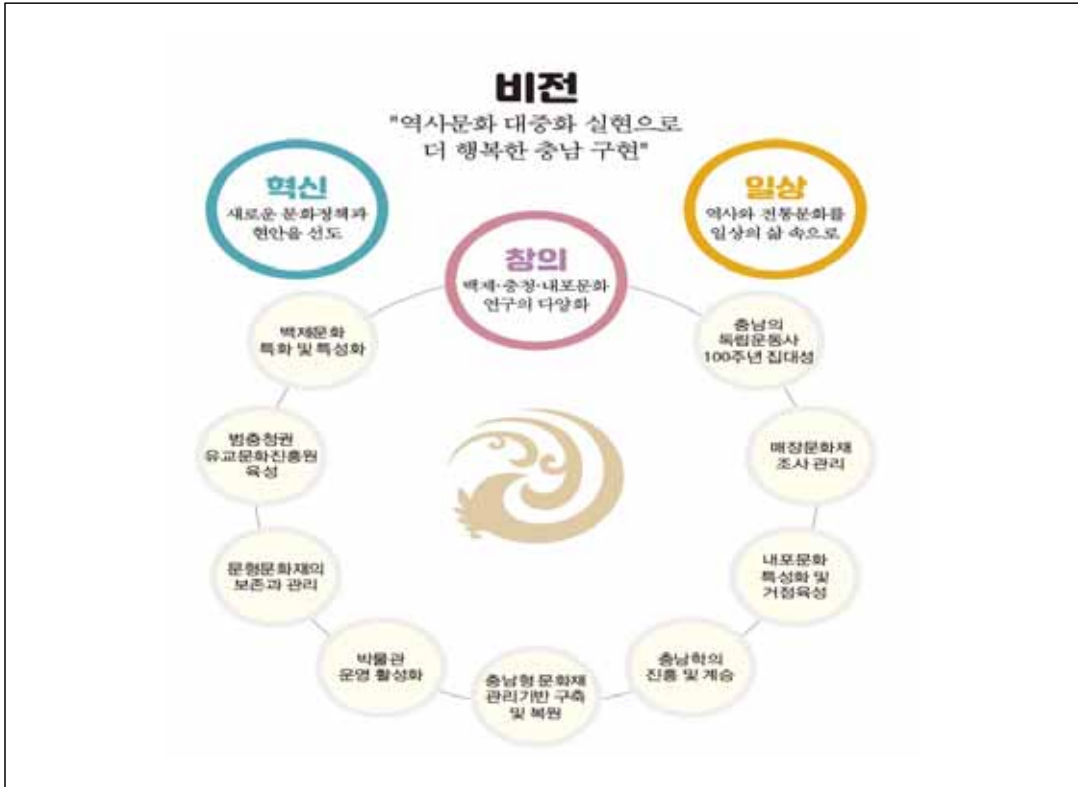 비전
"역사문화 대중화 실현으로
더 행복한 충남 구현"
혁신
새로운 문화정책과
현안을 선도
일상
역사와 전통문화를
일상의 삶 속으로
창의
백제·충청·내포문화
연구의 다양화
백제문화
특화 및 특성화
충남의
독립운동사
100주년 집대성
범충청권
유교문화진흥원
육성
매장문화재
조사 관리
문형문화재의
보존과 관리
내포문화
특성화 및
거점육성
박물관
운영 활성화
충남학의
진흥 및 계승
충남형 문화재
관리기반 구축
및 복원